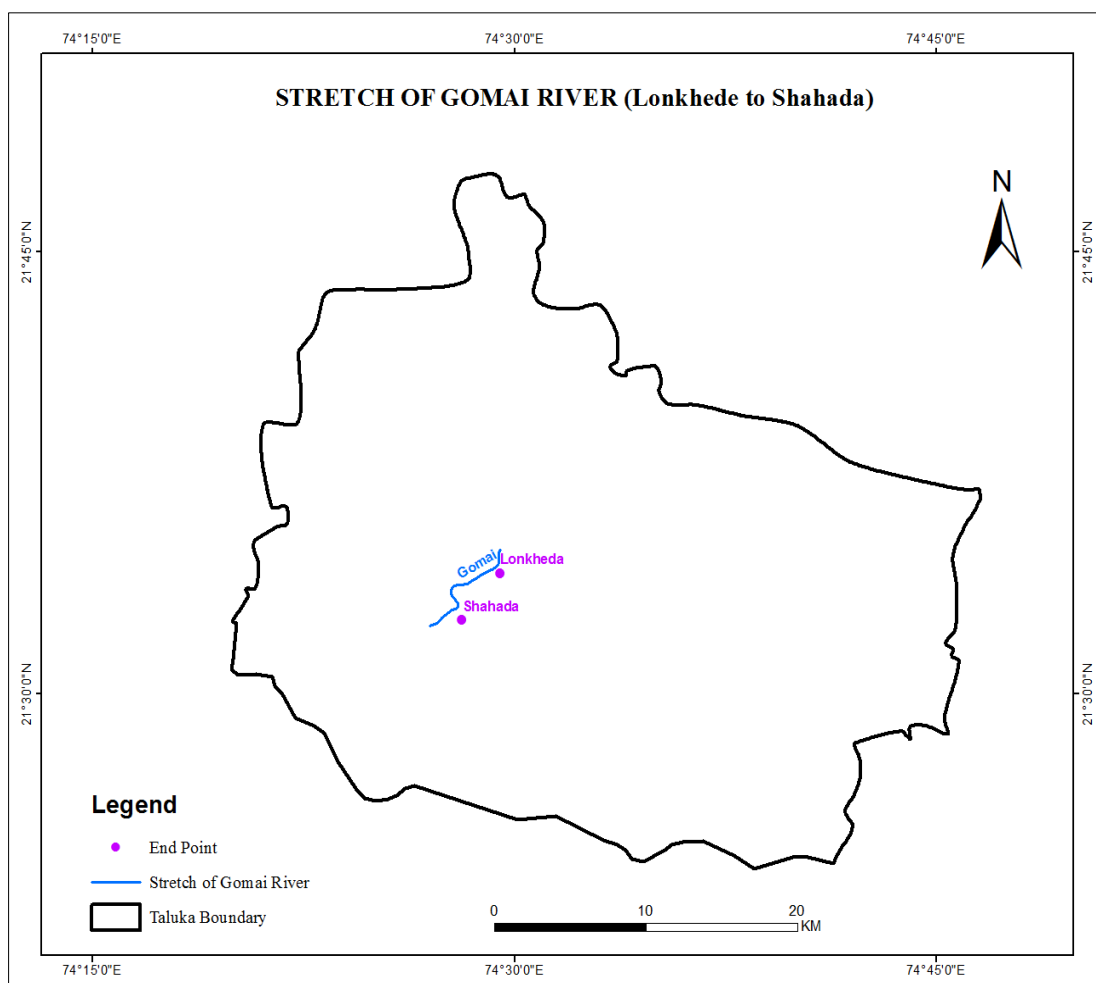 74°15'0"E
74°30'0"E
74°45'0"E
STRETCH OF GOMAI RIVER (Lonkhede to Shahada)
N
21°45'0"N
21°45'0"N
Gomai
Lonkheda
Shahada
21°30'0"N
21°30'0"N
Legend
End Point
Stretch of Gomai River
Taluka Boundary
0 10 20
KM
74°15'0"E
74°30'0"E
74°45'0"E